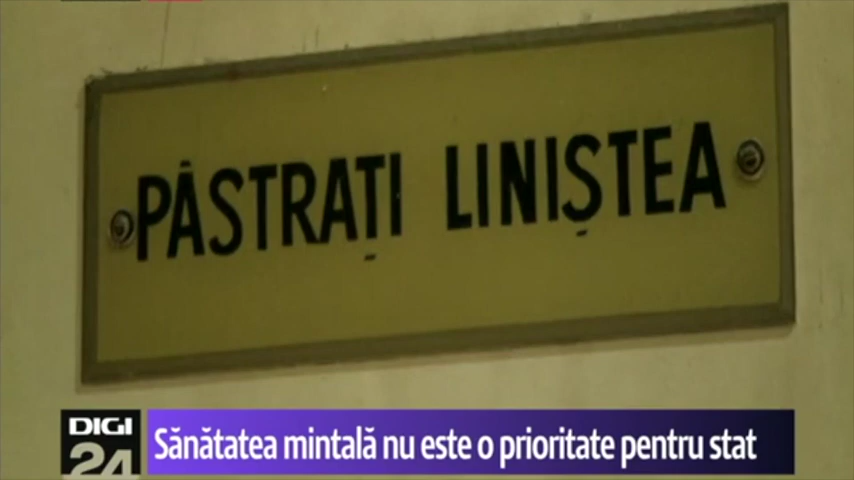 PĂSTRAȚI LINIȘTEA
DIGI
24
Sănătatea mintală nu este o prioritate pentru stat